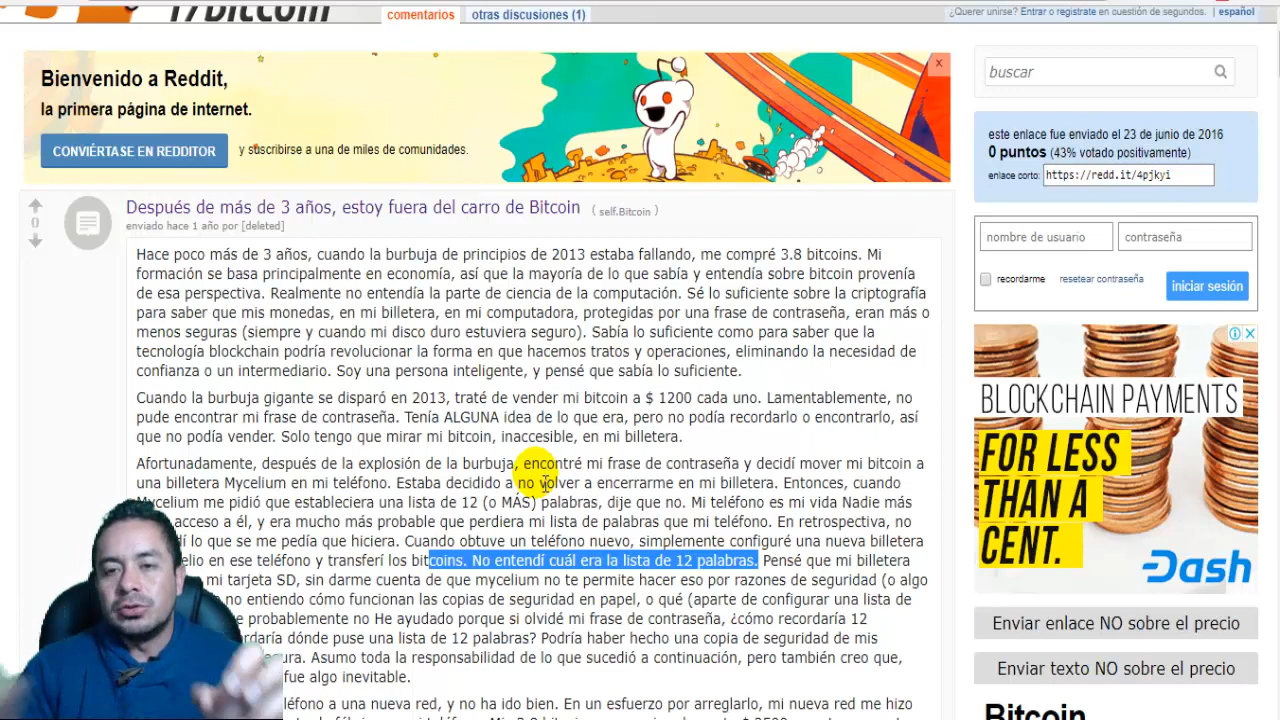 r/Bitcoin
comentarios
otras discusiones (1)
¿Querer unirse? Entrar o registrate en cuestión de segundos. | español
Bienvenido a Reddit,
la primera página de internet.
CONVIÉRTASE EN REDDITOR
y suscribirse a una de miles de comunidades.
x
buscar
este enlace fue enviado el 23 de junio de 2016
0 puntos (43% votado positivamente)
enlace corto: https://redd.it/4pjkyi
nombre de usuario
contraseña
recordarme
resetear contraseña
iniciar sesión
0
Después de más de 3 años, estoy fuera del carro de Bitcoin ( self.Bitcoin )
enviado hace 1 año por [deleted]
Hace poco más de 3 años, cuando la burbuja de principios de 2013 estaba fallando, me compré 3.8 bitcoins. Mi
formación se basa principalmente en economía, así que la mayoría de lo que sabía y entendía sobre bitcoin provenía
de esa perspectiva. Realmente no entendía la parte de ciencia de la computación. Sé lo suficiente sobre la criptografía
para saber que mis monedas, en mi billetera, en mi computadora, protegidas por una frase de contraseña, eran más o
menos seguras (siempre y cuando mi disco duro estuviera seguro). Sabía lo suficiente como para saber que la
tecnología blockchain podría revolucionar la forma en que hacemos tratos y operaciones, eliminando la necesidad de
confianza o un intermediario. Soy una persona inteligente, y pensé que sabía lo suficiente.
Cuando la burbuja gigante se disparó en 2013, traté de vender mi bitcoin a $ 1200 cada uno. Lamentablemente, no
pude encontrar mi frase de contraseña. Tenía ALGUNA idea de lo que era, pero no podía recordarlo o encontrarlo, así
que no podía vender. Solo tengo que mirar mi bitcoin, inaccesible, en mi billetera.
Afortunadamente, después de la explosión de la burbuja, encontré mi frase de contraseña y decidí mover mi bitcoin a
una billetera Mycelium en mi teléfono. Estaba decidido a no volver a encerrarme en mi billetera. Entonces, cuando
Mycelium me pidió que estableciera una lista de 12 (o MÁS) palabras, dije que no. Mi teléfono es mi vida Nadie más
acceso a él, y era mucho más probable que perdiera mi lista de palabras que mi teléfono. En retrospectiva, no
dí lo que se me pedía que hiciera. Cuando obtuve un teléfono nuevo, simplemente configuré una nueva billetera
elio en ese teléfono y transferí los bitcoins. No entendí cuál era la lista de 12 palabras. Pensé que mi billetera
mi tarjeta SD, sin darme cuenta de que mycelium no te permite hacer eso por razones de seguridad (o algo
no entiendo cómo funcionan las copias de seguridad en papel, o qué (aparte de configurar una lista de
e probablemente no He ayudado porque si olvidé mi frase de contraseña, ¿cómo recordaría 12
ordaría dónde puse una lista de 12 palabras? Podría haber hecho una copia de seguridad de mis
ura. Asumo toda la responsabilidad de lo que sucedió a continuación, pero también creo que,
fue algo inevitable.
léfono a una nueva red, y no ha ido bien. En un esfuerzo por arreglarlo, mi nueva red me hizo
BLOCKCHAIN PAYMENTS
FOR LESS
THAN A
CENT.
Dash
Enviar enlace NO sobre el precio
Enviar texto NO sobre el precio
Bitcoin